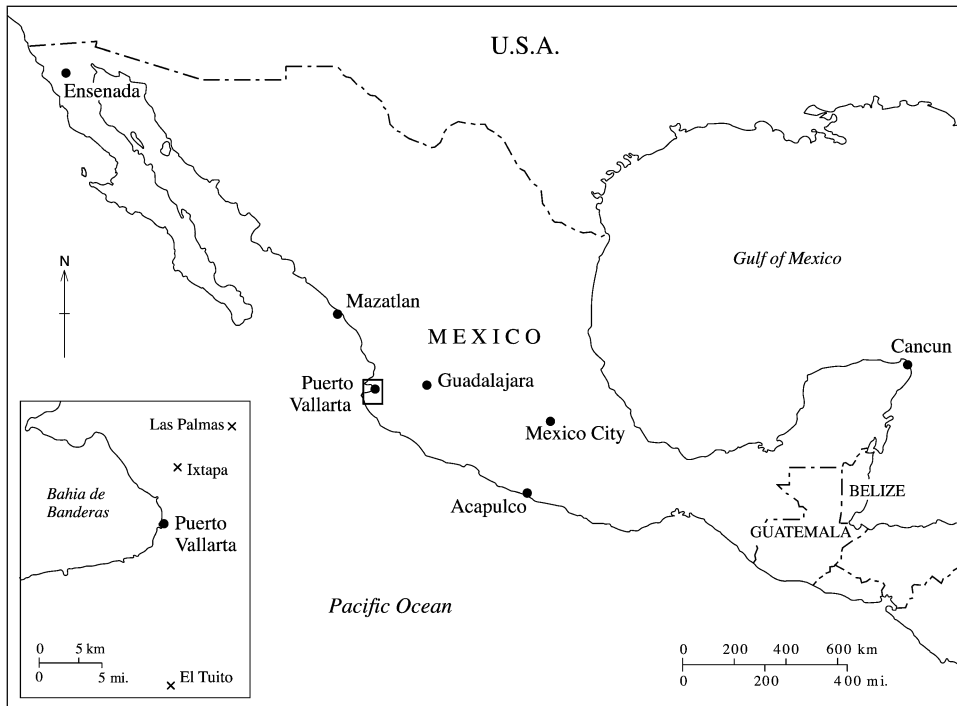 U.S.A.
Ensenada
Gulf of Mexico
N
Mazatlan
MEXICO
Cancun
Puerto
Vallarta
Guadalajara
Mexico City
Acapulco
BELIZE
GUATEMALA
Pacific Ocean
Las Palmas
Ixtapa
Bahia de
Banderas
Puerto
Vallarta
0 5 km
0 5 mi.
El Tuito
0 200 400 600 km
0 200 400 mi.